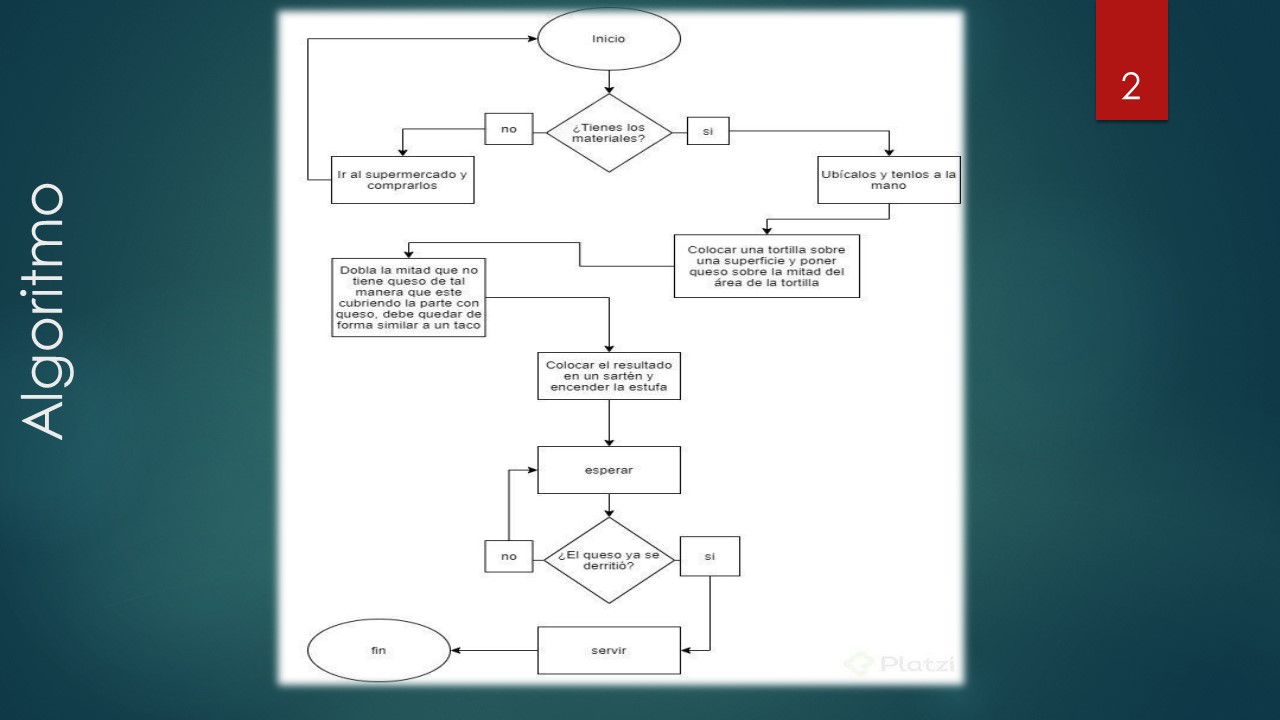 Algoritmo
2
Inicio
¿Tienes los
materiales?
no
si
Ir al supermercado y
comprarlos
Ubícalos y tenlos a la
mano
Colocar una tortilla sobre
una superficie y poner
queso sobre la mitad del
área de la tortilla
Dobla la mitad que no
tiene queso de tal
manera que este
cubriendo la parte con
queso, debe quedar de
forma similar a un taco
Colocar el resultado
en un sartén y
encender la estufa
esperar
¿El queso ya se
derritió?
no
si
servir
fin
Platzi